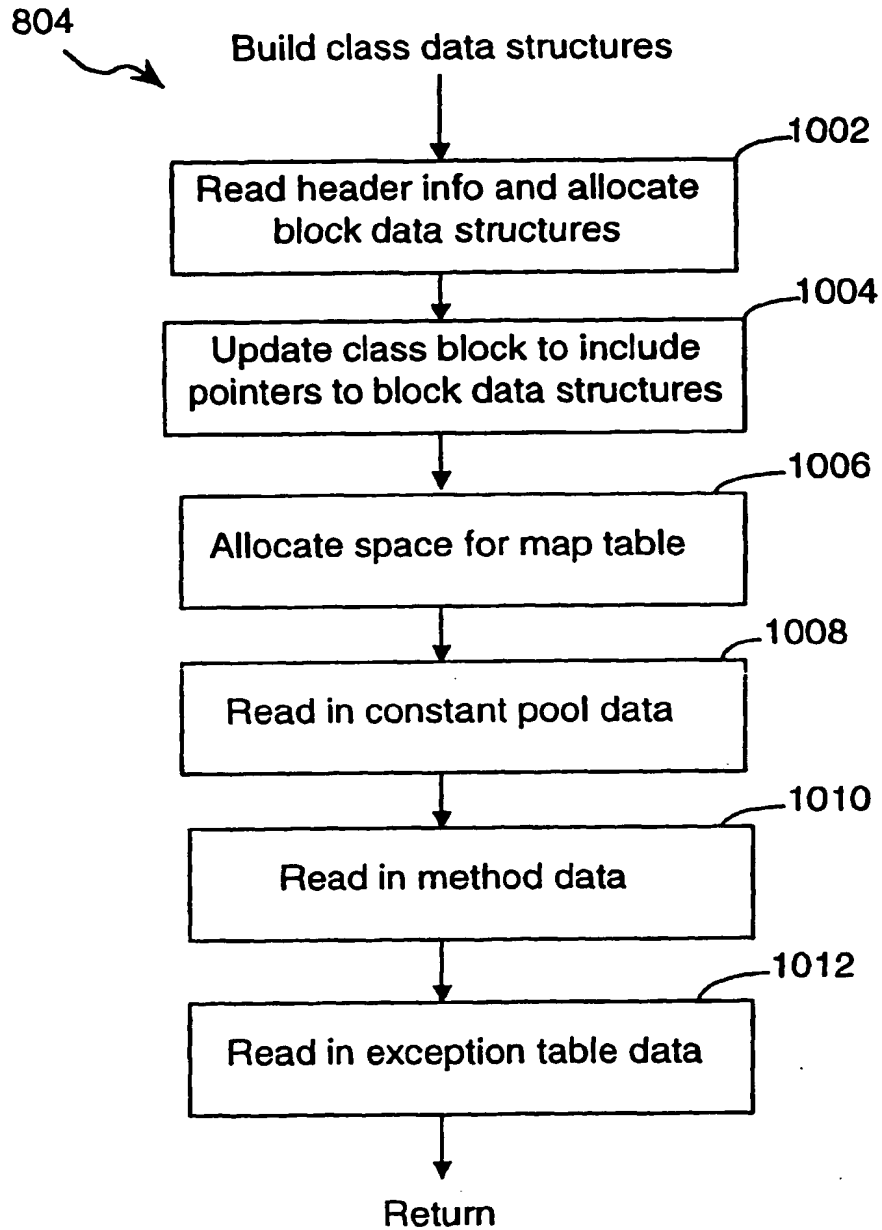 804
Build class data structures
1002
Read header info and allocate
block data structures
1004
Update class block to include
pointers to block data structures
1006
Allocate space for map table
1008
Read in constant pool data
1010
Read in method data
1012
Read in exception table data
Return